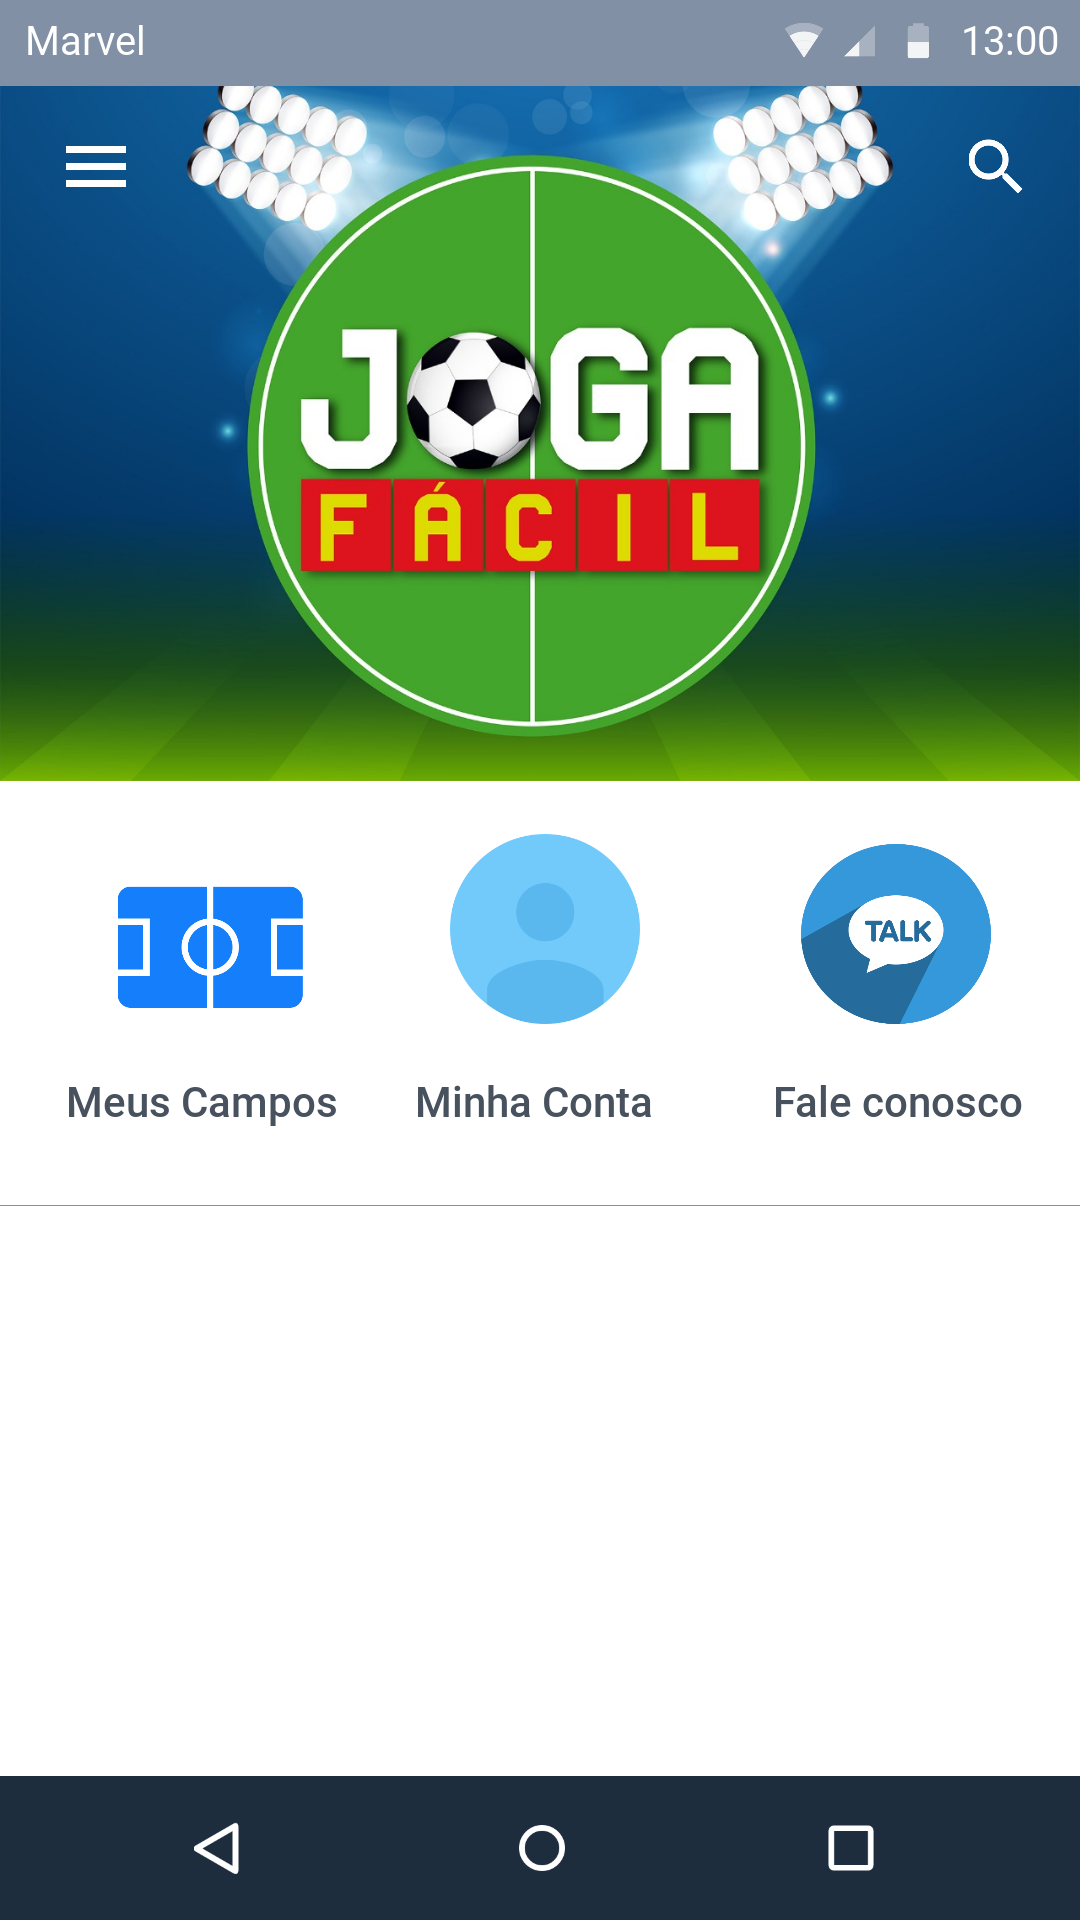 Marvel 13:00
JOGA
FÁCIL
TALK
Meus Campos Minha Conta Fale conosco